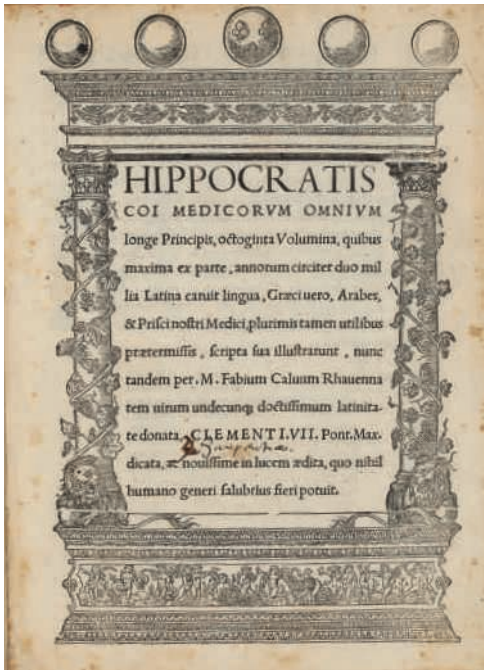 HIPPOCRATIS
COI MEDICORVM OMNIVM
longe Principis, octoginta Volumina, quibus
maxima ex parte, annorum circiter duo mil
lia Latina caruit lingua, Græci uero, Arabes,
& Prisci nostri Medici, plurimis tamen utilibus
prætermissis, scripta sua illustrarunt, nunc
tandem per. M. Fabium Caluum Rhauenna
tem uirum undecunq; doctissimum latinita
te donata, CLEMENTI. VII. Pont. Max.
dicata, ac nouissime in lucem ædita, quo nihil
humano generi salubrius fieri potuit.